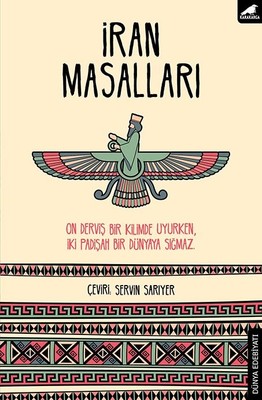 KARAKARGA
İRAN
MASALLARI
ON DERVİŞ BİR KİLİMDE UYURKEN,
İKİ PADİŞAH BİR DÜNYAYA SIĞMAZ.
ÇEVİRİ: SERVİN SARIYER
DÜNYA EDEBİYATI